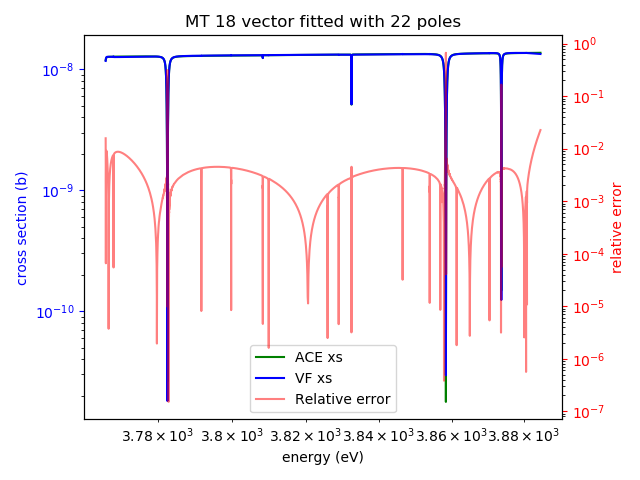 MT 18 vector fitted with 22 poles
10⁻⁸
10⁻⁹
10⁻¹⁰
cross section (b)
10⁰
10⁻¹
10⁻²
10⁻³
10⁻⁴
10⁻⁵
10⁻⁶
10⁻⁷
relative error
ACE xs
VF xs
Relative error
3.78 × 10³ 3.8 × 10³ 3.82 × 10³ 3.84 × 10³ 3.86 × 10³ 3.88 × 10³
energy (eV)